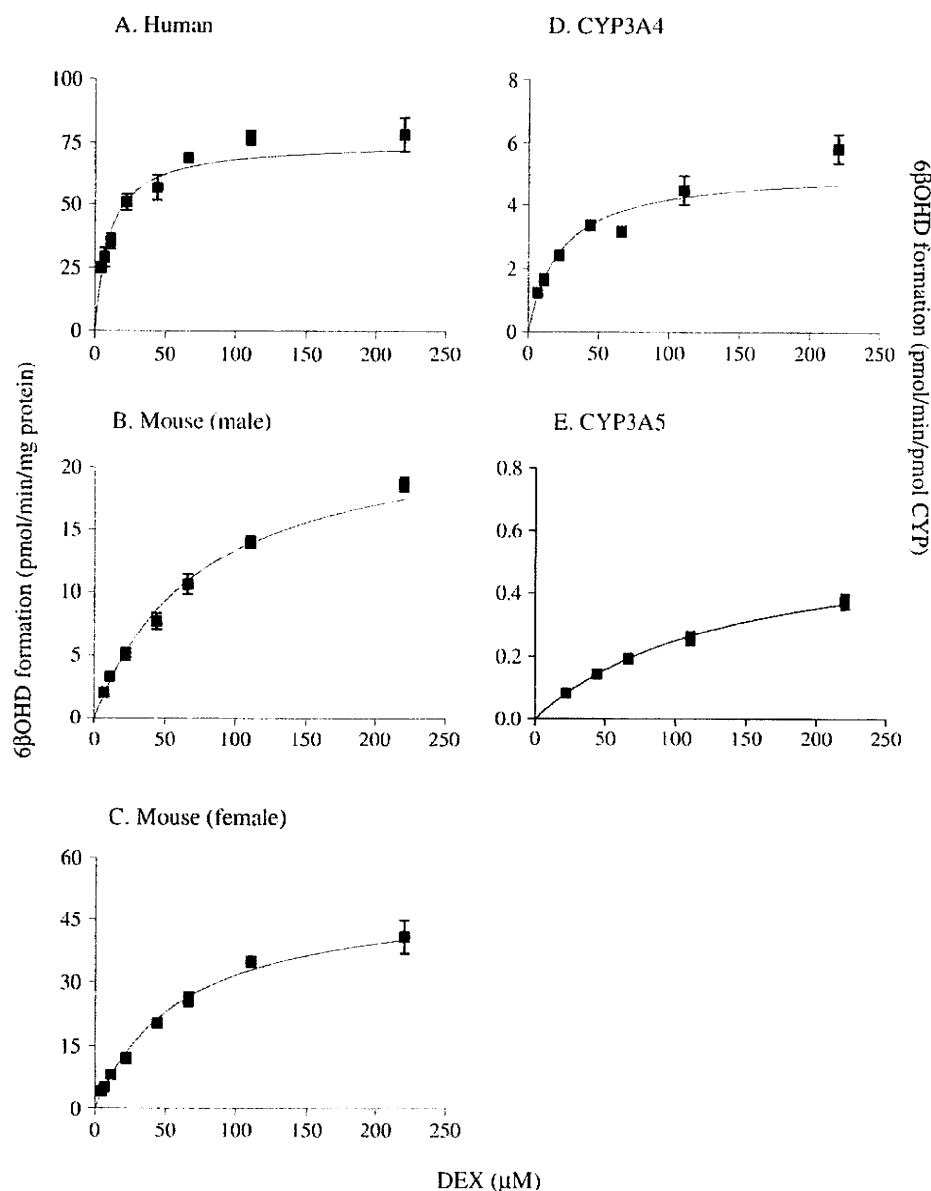 A. Human
100
75
50
25
0
0 50 100 150 200 250
D. CYP3A4
8
6
4
2
0
0 50 100 150 200 250
B. Mouse (male)
20
15
10
5
0
0 50 100 150 200 250
E. CYP3A5
0.8
0.6
0.4
0.2
0.0
0 50 100 150 200 250
C. Mouse (female)
60
45
30
15
0
0 50 100 150 200 250
6βOHD formation (pmol/min/mg protein)
6βOHD formation (pmol/min/pmol CYP)
DEX (μM)